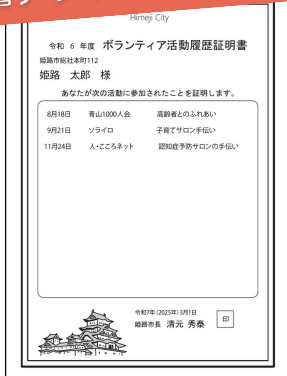 Himeji City
令和 6 年度 ボランティア活動履歴証明書
姫路市総社本町112
姫路 太郎 様
あなたが次の活動に参加されたことを証明します。
8月18日 青山1000人会 高齢者とのふれあい
9月21日 ソライロ 子育てサロン手伝い
11月24日 人・こころネット 認知症予防サロンの手伝い
令和7年(2025年)3月1日
姫路市長 清元 秀泰 印